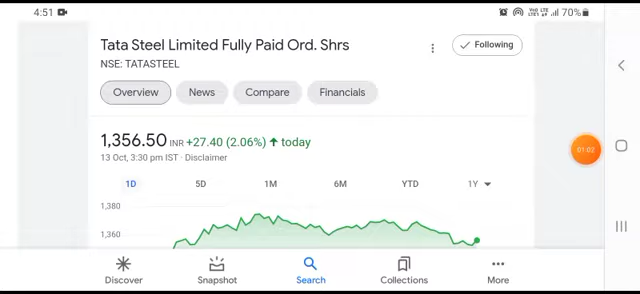 4:51
70%
Tata Steel Limited Fully Paid Ord. Shrs
Following
NSE: TATASTEEL
Overview News Compare Financials
1,356.50 INR +27.40 (2.06%) ↑ today
13 Oct, 3:30 pm IST · Disclaimer
01:02
1D 5D 1M 6M YTD 1Y
1,380
1,360
Discover Snapshot Search Collections More